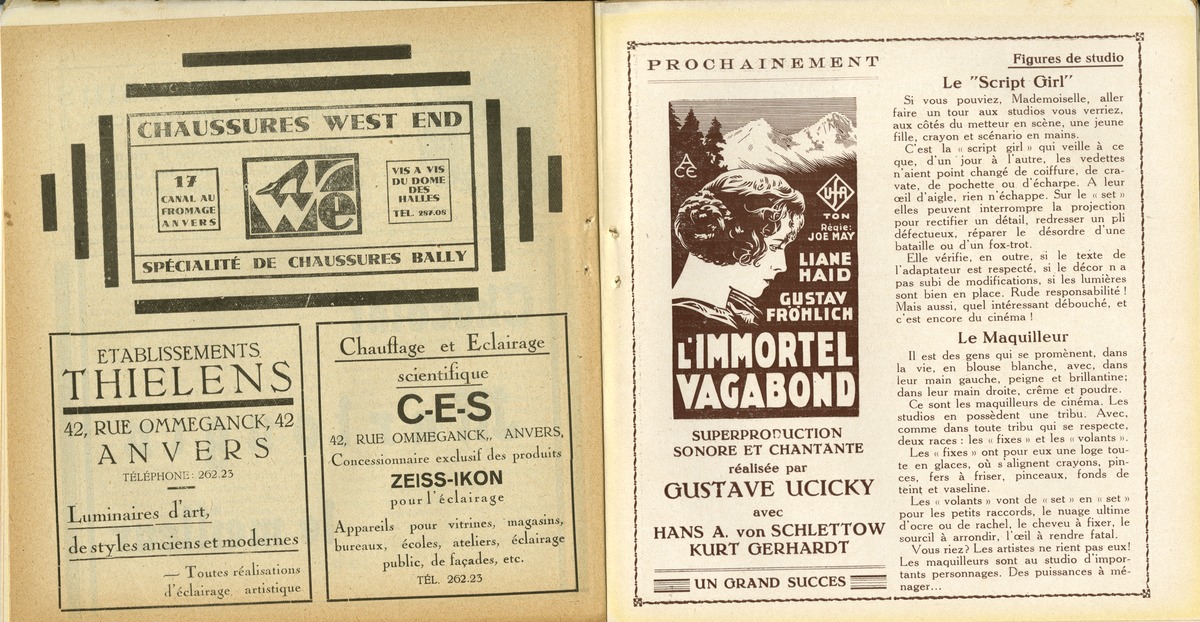 CHAUSSURES WEST END
17
CANAL AU
FROMAGE
ANVERS
We
VIS A VIS
DU DOME
DES
HALLES
TEL. 287.08
SPÉCIALITÉ DE CHAUSSURES BALLY
ETABLISSEMENTS
THIELENS
42, RUE OMMEGANCK, 42
ANVERS
TÉLÉPHONE: 262.23
Luminaires d'art,
de styles anciens et modernes
— Toutes réalisations
d'éclairage artistique
Chauffage et Eclairage
scientifique
C-E-S
42, RUE OMMEGANCK,, ANVERS,
Concessionnaire exclusif des produits
ZEISS-IKON
pour l'éclairage
Appareils pour vitrines, magasins,
bureaux, écoles, ateliers, éclairage
public, de façades, etc.
TÉL. 262.23
PROCHAINEMENT
ACE
UFA
TON
Régie:
JOE MAY
LIANE
HAID
GUSTAV
FRÖHLICH
L'IMMORTEL
VAGABOND
SUPERPRODUCTION
SONORE ET CHANTANTE
réalisée par
GUSTAVE UCICKY
avec
HANS A. von SCHLETTOW
KURT GERHARDT
UN GRAND SUCCES
Figures de studio
Le "Script Girl"
Si vous pouviez, Mademoiselle, aller
faire un tour aux studios vous verriez,
aux côtés du metteur en scène, une jeune
fille, crayon et scénario en mains.
C'est la « script girl » qui veille à ce
que, d'un jour à l'autre, les vedettes
n'aient point changé de coiffure, de cra-
vate, de pochette ou d'écharpe. A leur
œil d'aigle, rien n'échappe. Sur le « set »
elles peuvent interrompre la projection
pour rectifier un détail, redresser un pli
défectueux, réparer le désordre d'une
bataille ou d'un fox-trot.
Elle vérifie, en outre, si le texte de
l'adaptateur est respecté, si le décor n a
pas subi de modifications, si les lumières
sont bien en place. Rude responsabilité !
Mais aussi, quel intéressant débouché, et
c'est encore du cinéma !
Le Maquilleur
Il est des gens qui se promènent, dans
la vie, en blouse blanche, avec, dans
leur main gauche, peigne et brillantine;
dans leur main droite, crême et poudre.
Ce sont les maquilleurs de cinéma. Les
studios en possèdent une tribu. Avec,
comme dans toute tribu qui se respecte,
deux races : les « fixes » et les « volants ».
Les « fixes » ont pour eux une loge tou-
te en glaces, où s alignent crayons, pin-
ces, fers à friser, pinceaux, fonds de
teint et vaseline.
Les « volants » vont de « set » en « set »
pour les petits raccords, le nuage ultime
d'ocre ou de rachel, le cheveu à fixer, le
sourcil à arrondir, l'œil à rendre fatal.
Vous riez? Les artistes ne rient pas eux!
Les maquilleurs sont au studio d'impor-
tants personnages. Des puissances à mé-
nager...